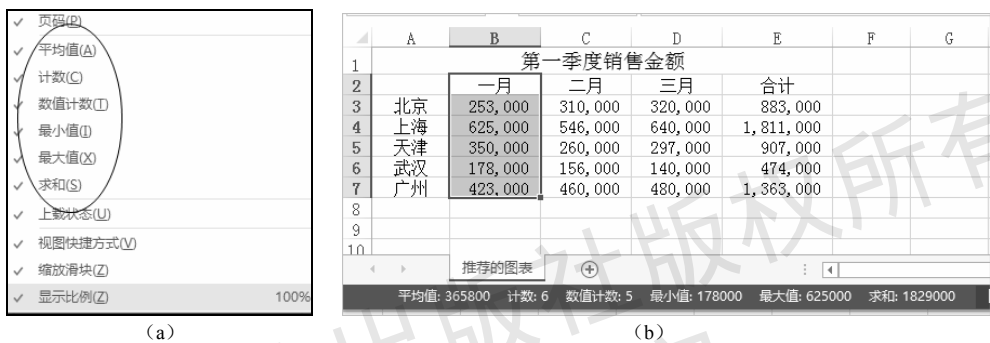 页码(P)
平均值(A)
计数(C)
数值计数(T)
最小值(I)
最大值(X)
求和(S)
上载状态(U)
视图快捷方式(V)
缩放滑块(Z)
显示比例(Z) 100%
(a)
A B C D E F G
1 第一季度销售金额
2 一月 二月 三月 合计
3 北京 253,000 310,000 320,000 883,000
4 上海 625,000 546,000 640,000 1,811,000
5 天津 350,000 260,000 297,000 907,000
6 武汉 178,000 156,000 140,000 474,000
7 广州 423,000 460,000 480,000 1,363,000
8
9
10
推荐的图表
平均值: 365800 计数: 6 数值计数: 5 最小值: 178000 最大值: 625000 求和: 1829000
(b)
出版社版权所有